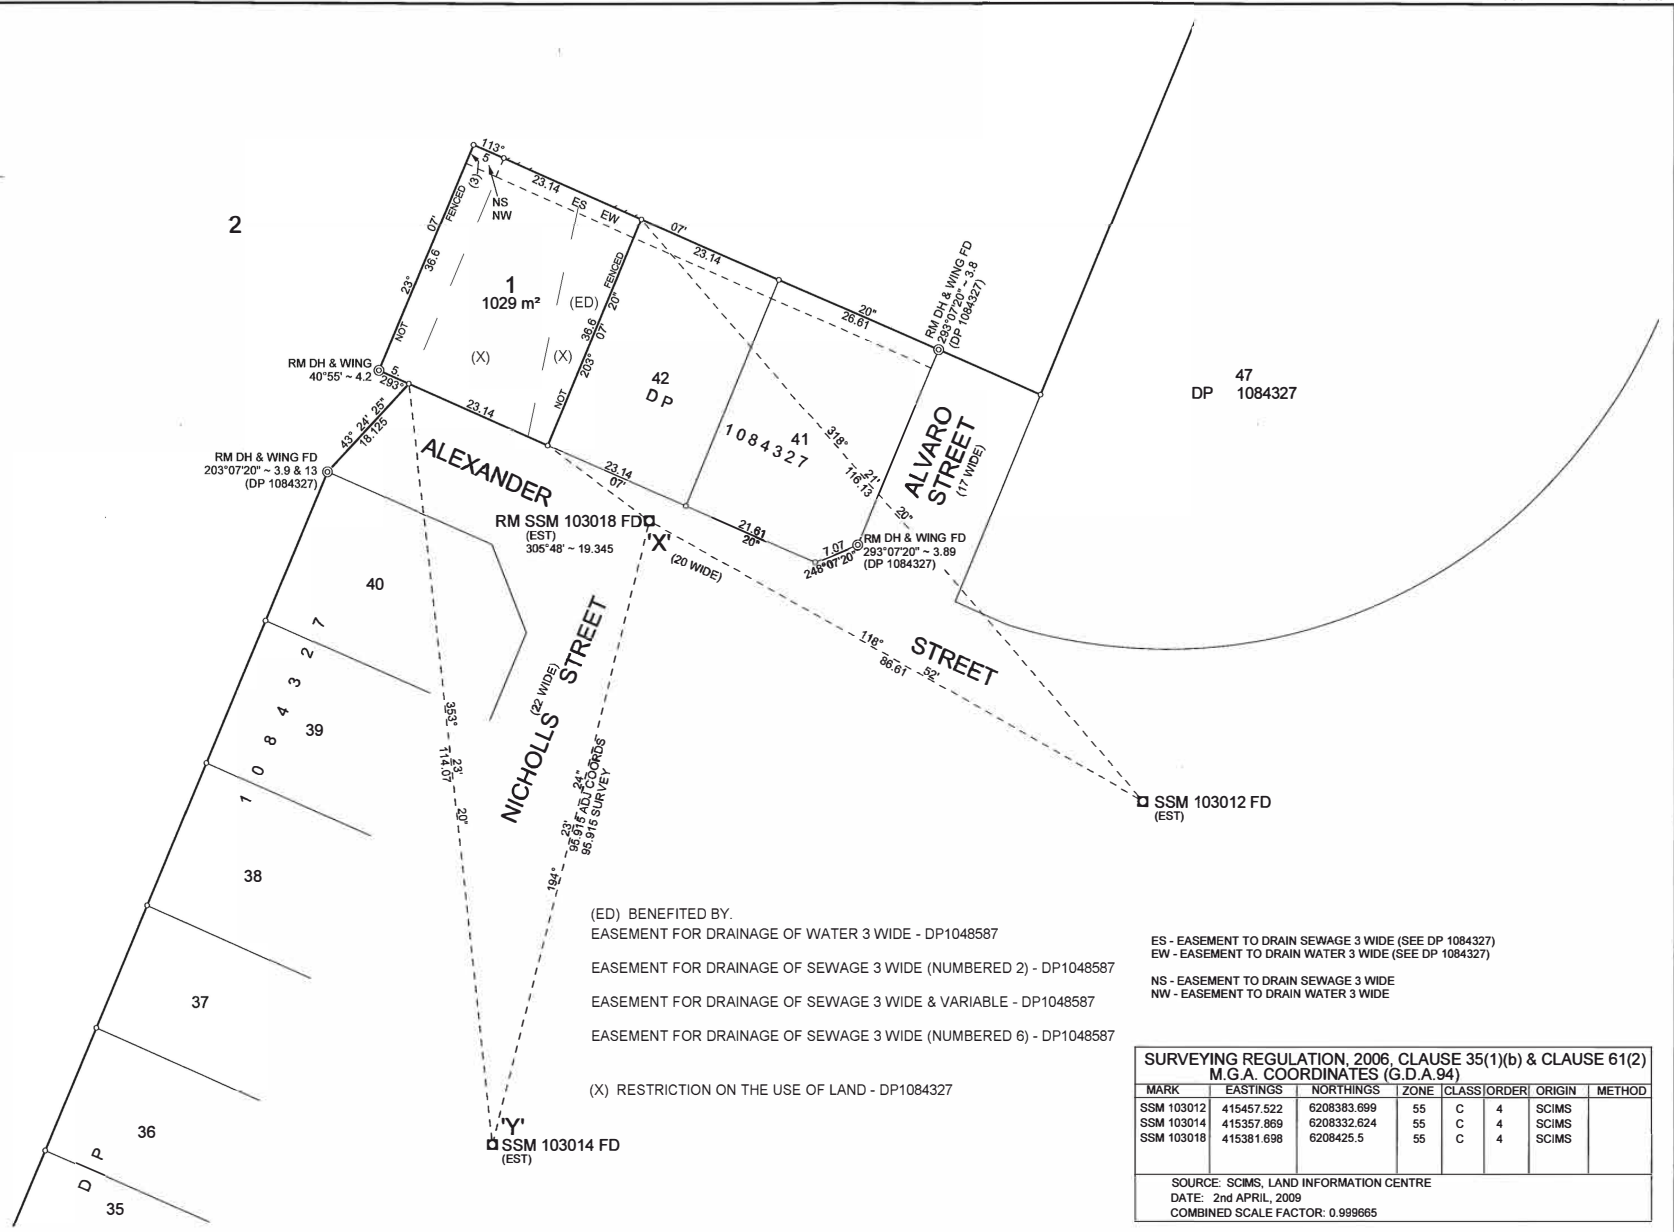 113°
5
(3)
NS
NW
23.14
ES
EW
07'
23.14
20"
26.61
RM DH & WING FD
293°07'20" ~ 3.8
(DP 1084327)
2
23°
07'
36.6
NOT
FENCED
1
1029 m²
(ED)
(X)
(X)
203°
07'
20"
36.6
NOT
FENCED
RM DH & WING
40°55' ~ 4.2
5.
293°
23.14
43° 24' 25"
18.125
RM DH & WING FD
203°07'20" ~ 3.9 & 13
(DP 1084327)
42
DP
1084327
41
47
DP 1084327
318°
21'
20"
116.13
ALVARO
STREET
(17 WIDE)
ALEXANDER
23.14
07'
21.61
20"
7.07
248°07'20"
RM DH & WING FD
293°07'20" ~ 3.89
(DP 1084327)
RM SSM 103018 FD
(EST)
305°48' ~ 19.345
'X'
(20 WIDE)
STREET
118°
52'
86.61
40
39
38
37
36
35
DP 1084327
NICHOLLS STREET
(22 WIDE)
353°
23'
20"
114.07
194°
23'
24"
95.915 ADJ COORDS
95.915 SURVEY
SSM 103012 FD
(EST)
'Y'
SSM 103014 FD
(EST)
(ED) BENEFITED BY.
EASEMENT FOR DRAINAGE OF WATER 3 WIDE - DP1048587
EASEMENT FOR DRAINAGE OF SEWAGE 3 WIDE (NUMBERED 2) - DP1048587
EASEMENT FOR DRAINAGE OF SEWAGE 3 WIDE & VARIABLE - DP1048587
EASEMENT FOR DRAINAGE OF SEWAGE 3 WIDE (NUMBERED 6) - DP1048587
(X) RESTRICTION ON THE USE OF LAND - DP1084327
ES - EASEMENT TO DRAIN SEWAGE 3 WIDE (SEE DP 1084327)
EW - EASEMENT TO DRAIN WATER 3 WIDE (SEE DP 1084327)
NS - EASEMENT TO DRAIN SEWAGE 3 WIDE
NW - EASEMENT TO DRAIN WATER 3 WIDE
SURVEYING REGULATION, 2006, CLAUSE 35(1)(b) & CLAUSE 61(2)
M.G.A. COORDINATES (G.D.A.94)
MARK EASTINGS NORTHINGS ZONE CLASS ORDER ORIGIN METHOD
SSM 103012 415457.522 6208383.699 55 C 4 SCIMS
SSM 103014 415357.869 6208332.624 55 C 4 SCIMS
SSM 103018 415381.698 6208425.5 55 C 4 SCIMS
SOURCE: SCIMS, LAND INFORMATION CENTRE
DATE: 2nd APRIL, 2009
COMBINED SCALE FACTOR: 0.999665